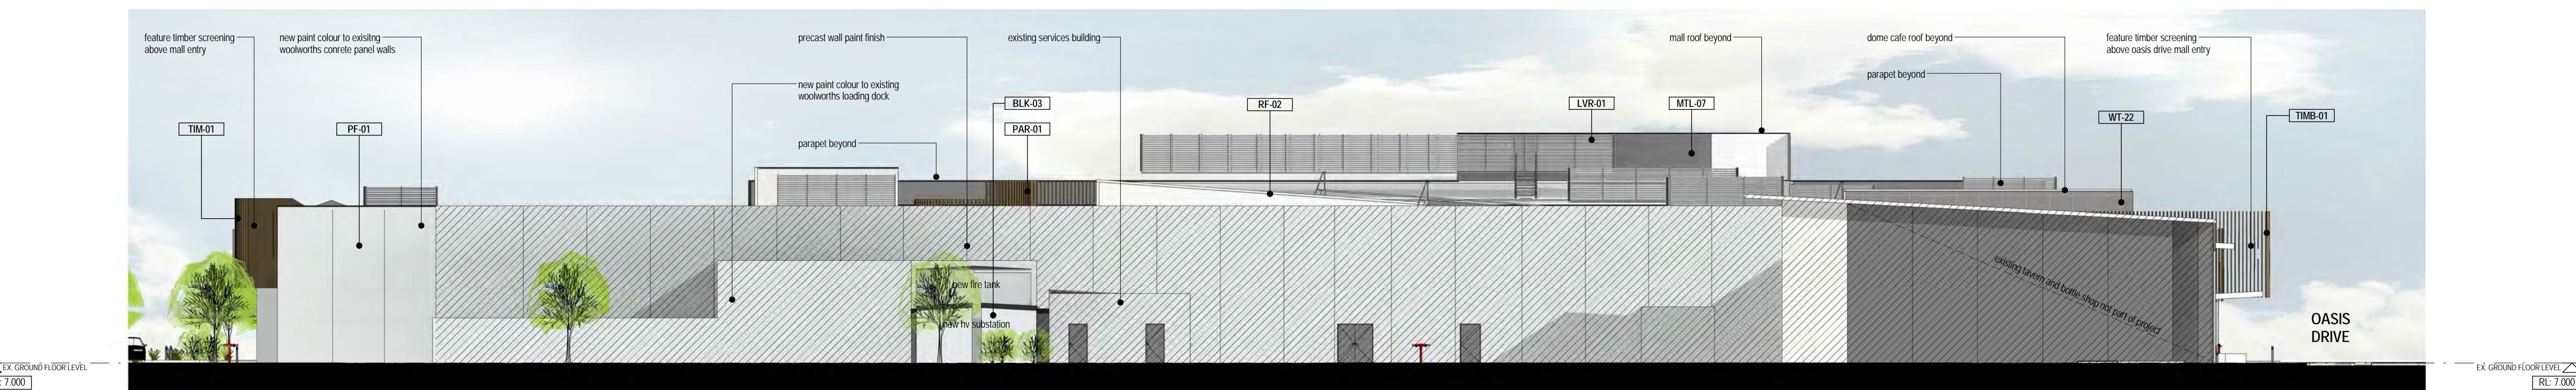 feature timber screening
above mall entry
new paint colour to exisitng
woolworths conrete panel walls
precast wall paint finish
existing services building
mall roof beyond
dome cafe roof beyond
feature timber screening
above oasis drive mall entry
parapet beyond
new paint colour to existing
woolworths loading dock
BLK-03
RF-02
LVR-01
MTL-07
WT-22
TIMB-01
TIM-01
PF-01
PAR-01
parapet beyond
existing tavern and bottle shop not part of project
new fire tank
new hv substation
OASIS
DRIVE
EX. GROUND FLOOR LEVEL
: 7.000
EX. GROUND FLOOR LEVEL
RL: 7.000